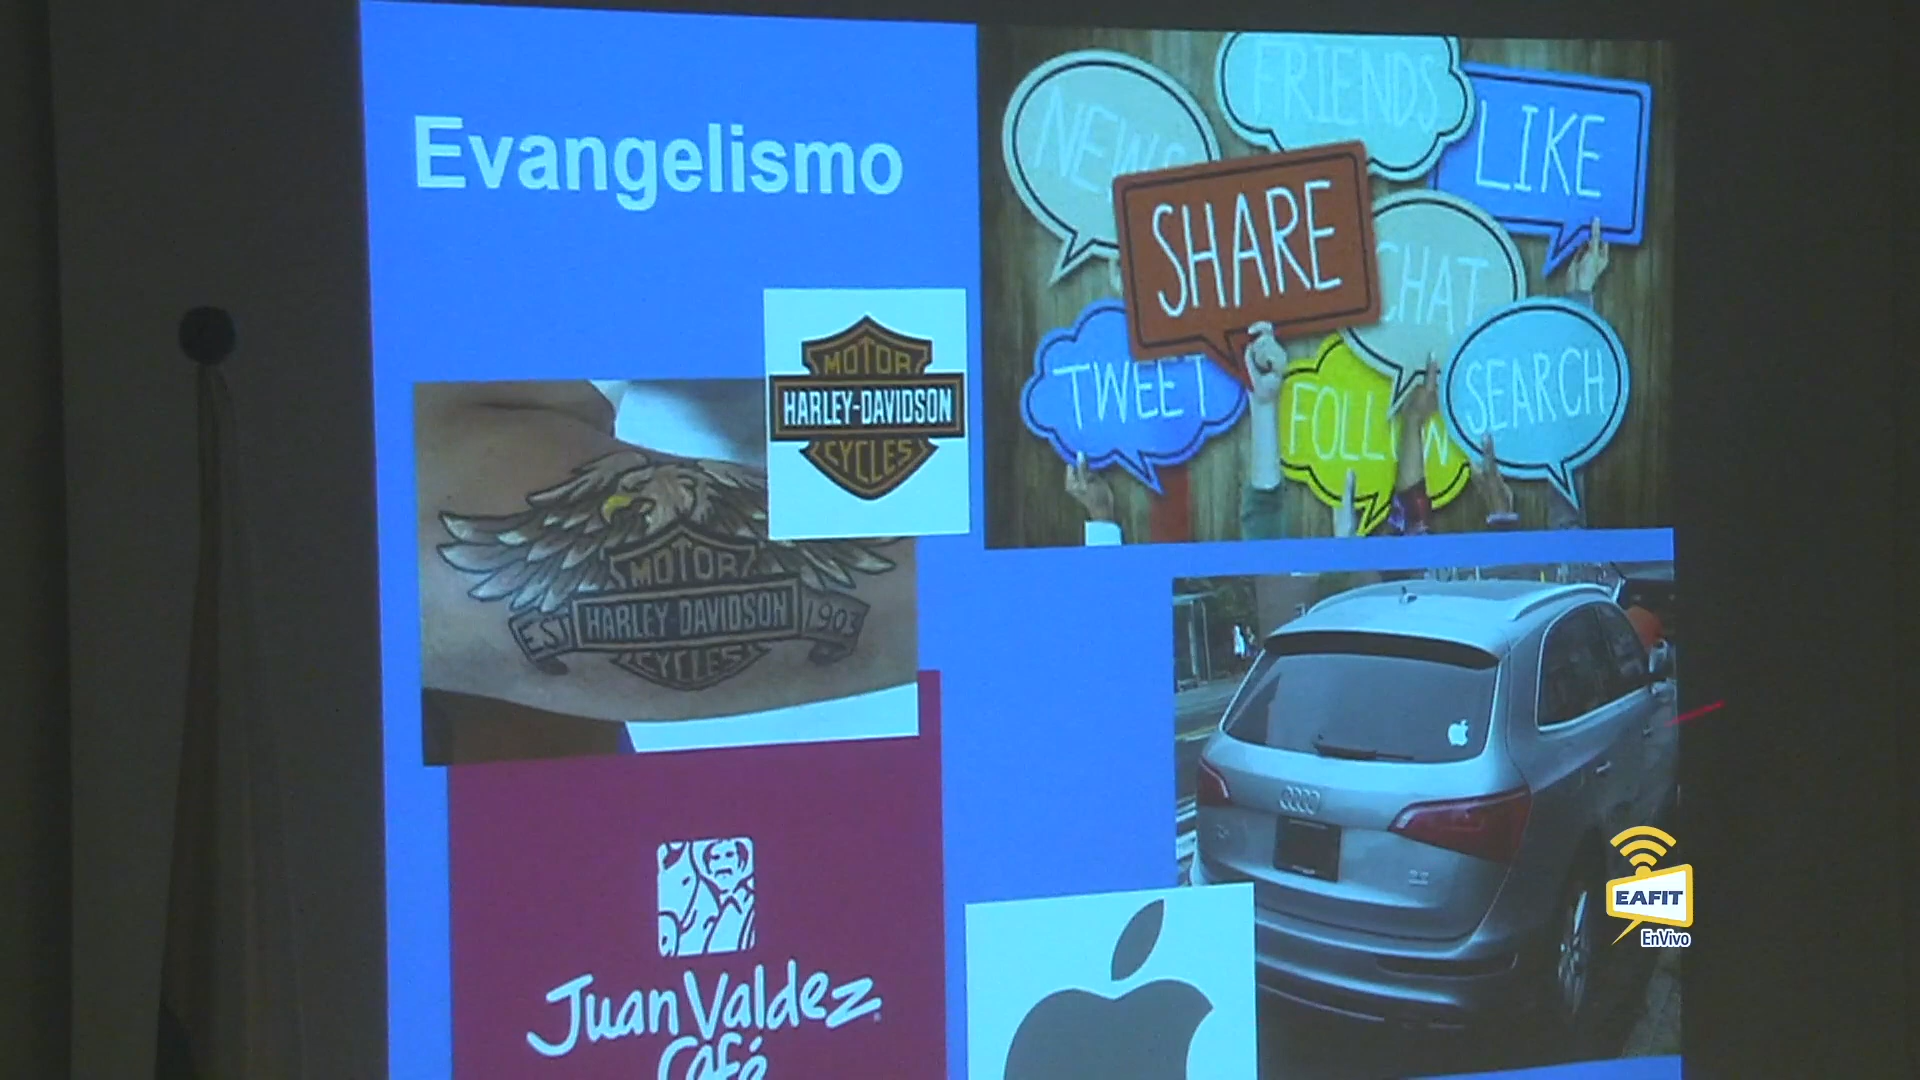 Evangelismo
NEWS
FRIENDS
LIKE
SHARE
CHAT
TWEET
FOLLOW
SEARCH
MOTOR
HARLEY-DAVIDSON
CYCLES
MOTOR
HARLEY-DAVIDSON
EST 1903
CYCLES
Juan Valdez
Café
EAFIT
EnVivo